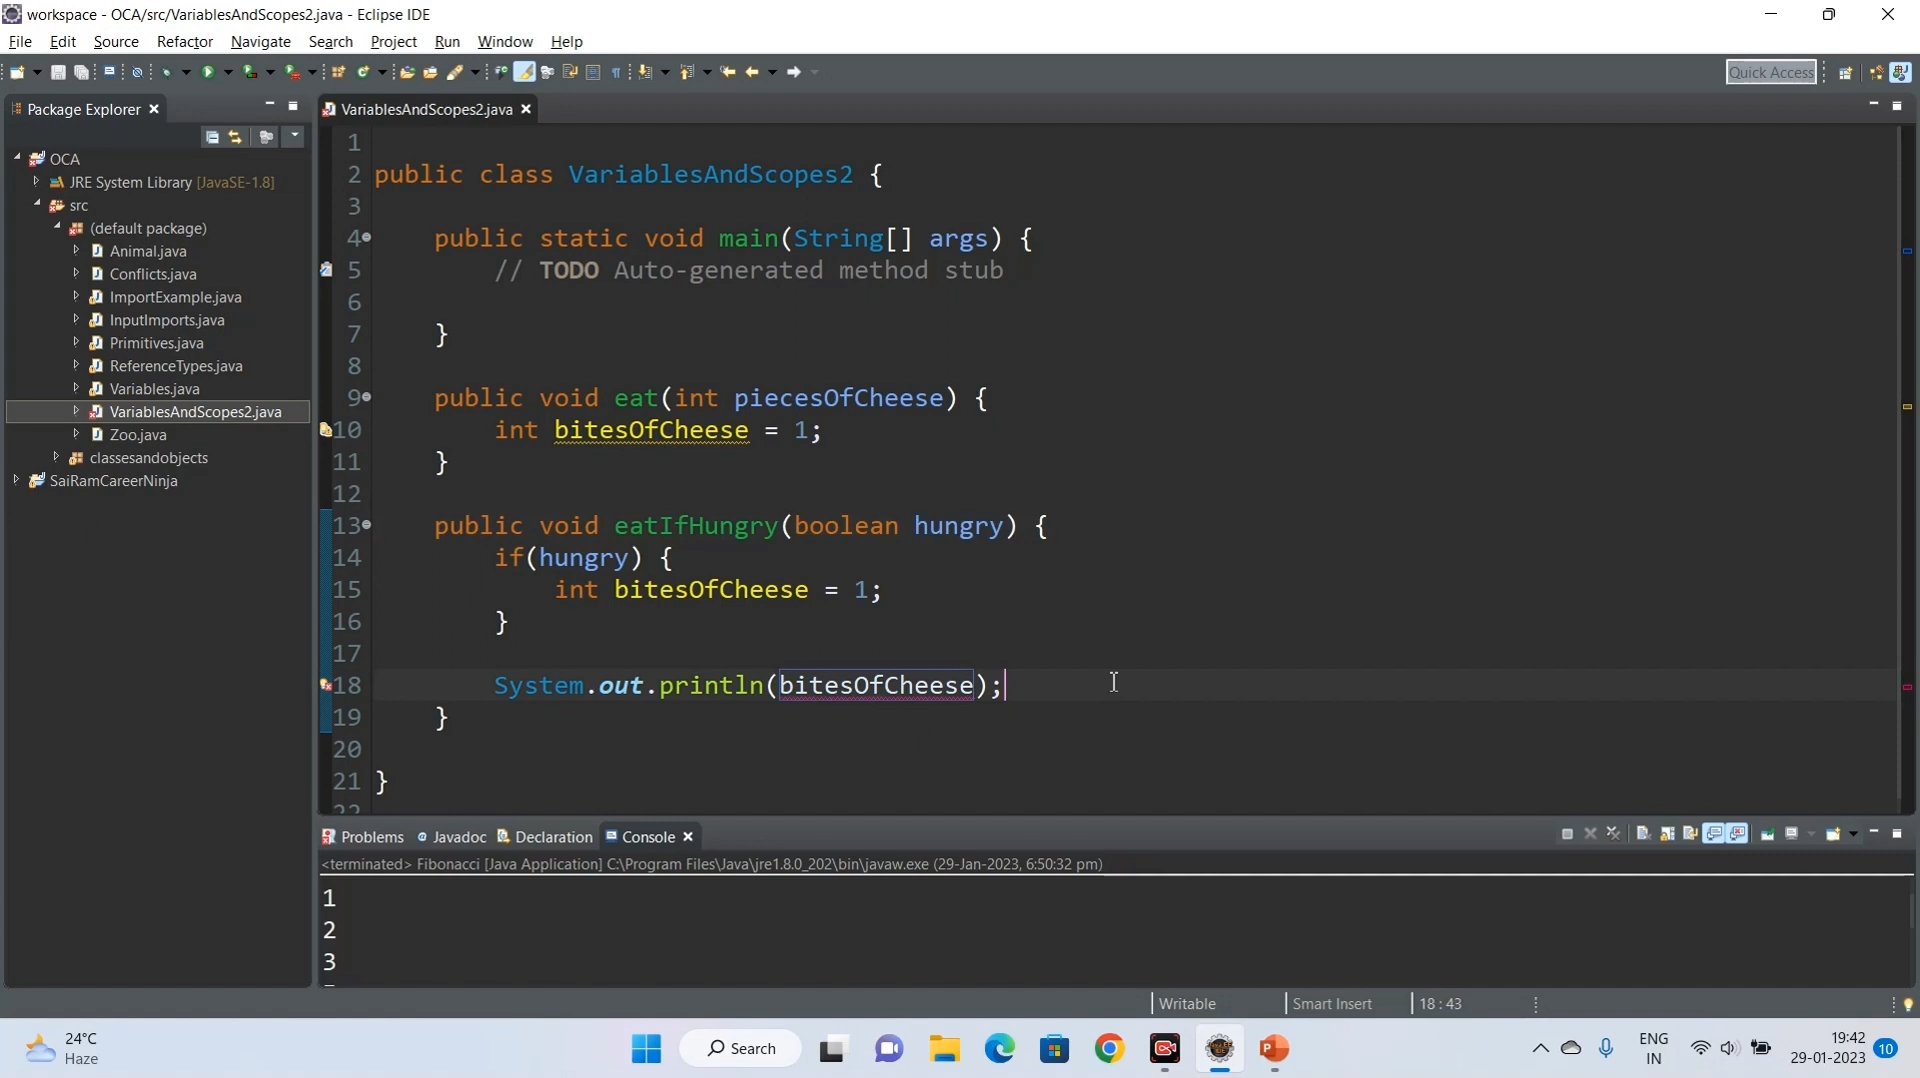 workspace - OCA/src/VariablesAndScopes2.java - Eclipse IDE
File Edit Source Refactor Navigate Search Project Run Window Help
Quick Access
Package Explorer
VariablesAndScopes2.java
OCA
JRE System Library [JavaSE-1.8]
src
(default package)
Animal.java
Conflicts.java
ImportExample.java
InputImports.java
Primitives.java
ReferenceTypes.java
Variables.java
VariablesAndScopes2.java
Zoo.java
classesandobjects
SaiRamCareerNinja
1
2 public class VariablesAndScopes2 {
3
4 public static void main(String[] args) {
5 // TODO Auto-generated method stub
6
7 }
8
9 public void eat(int piecesOfCheese) {
10 int bitesOfCheese = 1;
11 }
12
13 public void eatIfHungry(boolean hungry) {
14 if(hungry) {
15 int bitesOfCheese = 1;
16 }
17
18 System.out.println(bitesOfCheese);
19 }
20
21 }
22
Problems Javadoc Declaration Console
<terminated> Fibonacci [Java Application] C:\Program Files\Java\jre1.8.0_202\bin\javaw.exe (29-Jan-2023, 6:50:32 pm)
1
2
3
Writable Smart Insert 18 : 43
24°C
Haze
Search
ENG
IN
19:42
29-01-2023
10